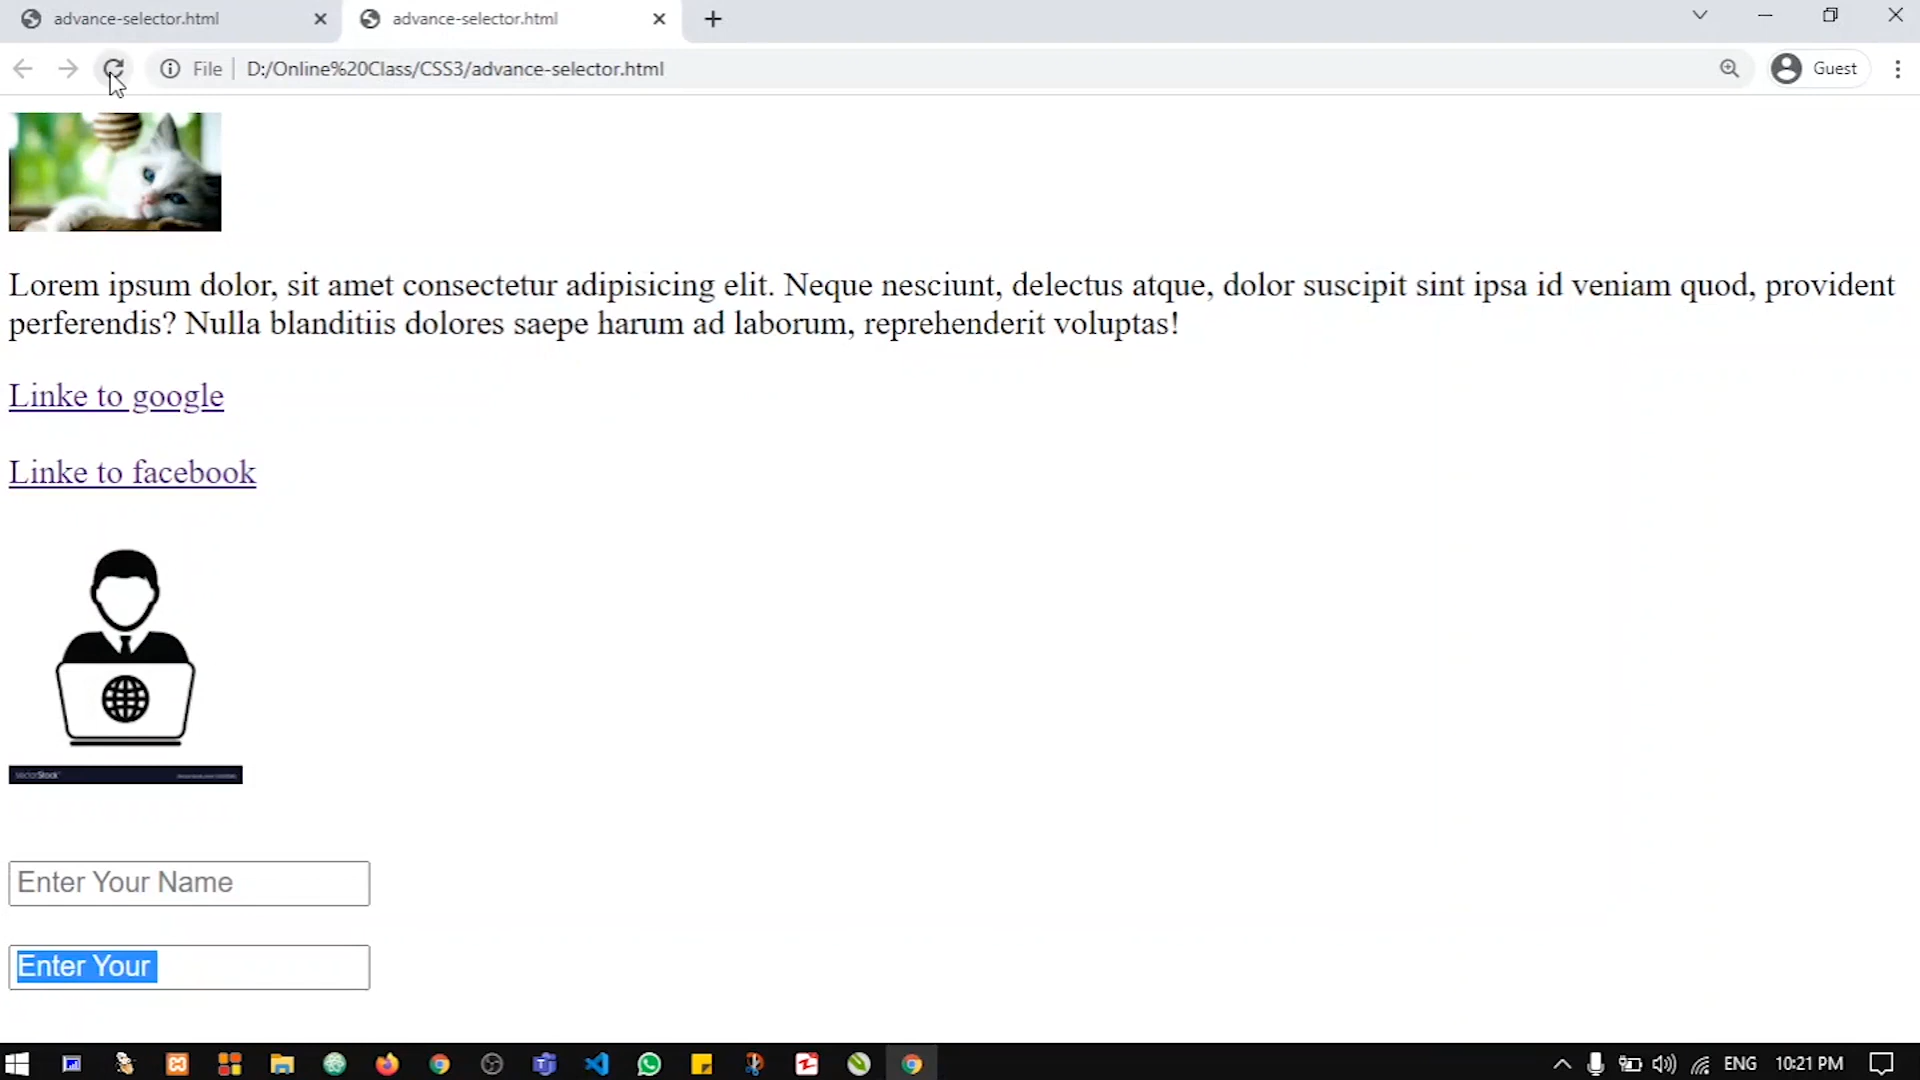 advance-selector.html
advance-selector.html
File
D:/Online%20Class/CSS3/advance-selector.html
Guest
Lorem ipsum dolor, sit amet consectetur adipisicing elit. Neque nesciunt, delectus atque, dolor suscipit sint ipsa id veniam quod, provident
perferendis? Nulla blanditiis dolores saepe harum ad laborum, reprehenderit voluptas!
Linke to google
Linke to facebook
VectorStock
Enter Your Name
Enter Your
ENG
10:21 PM